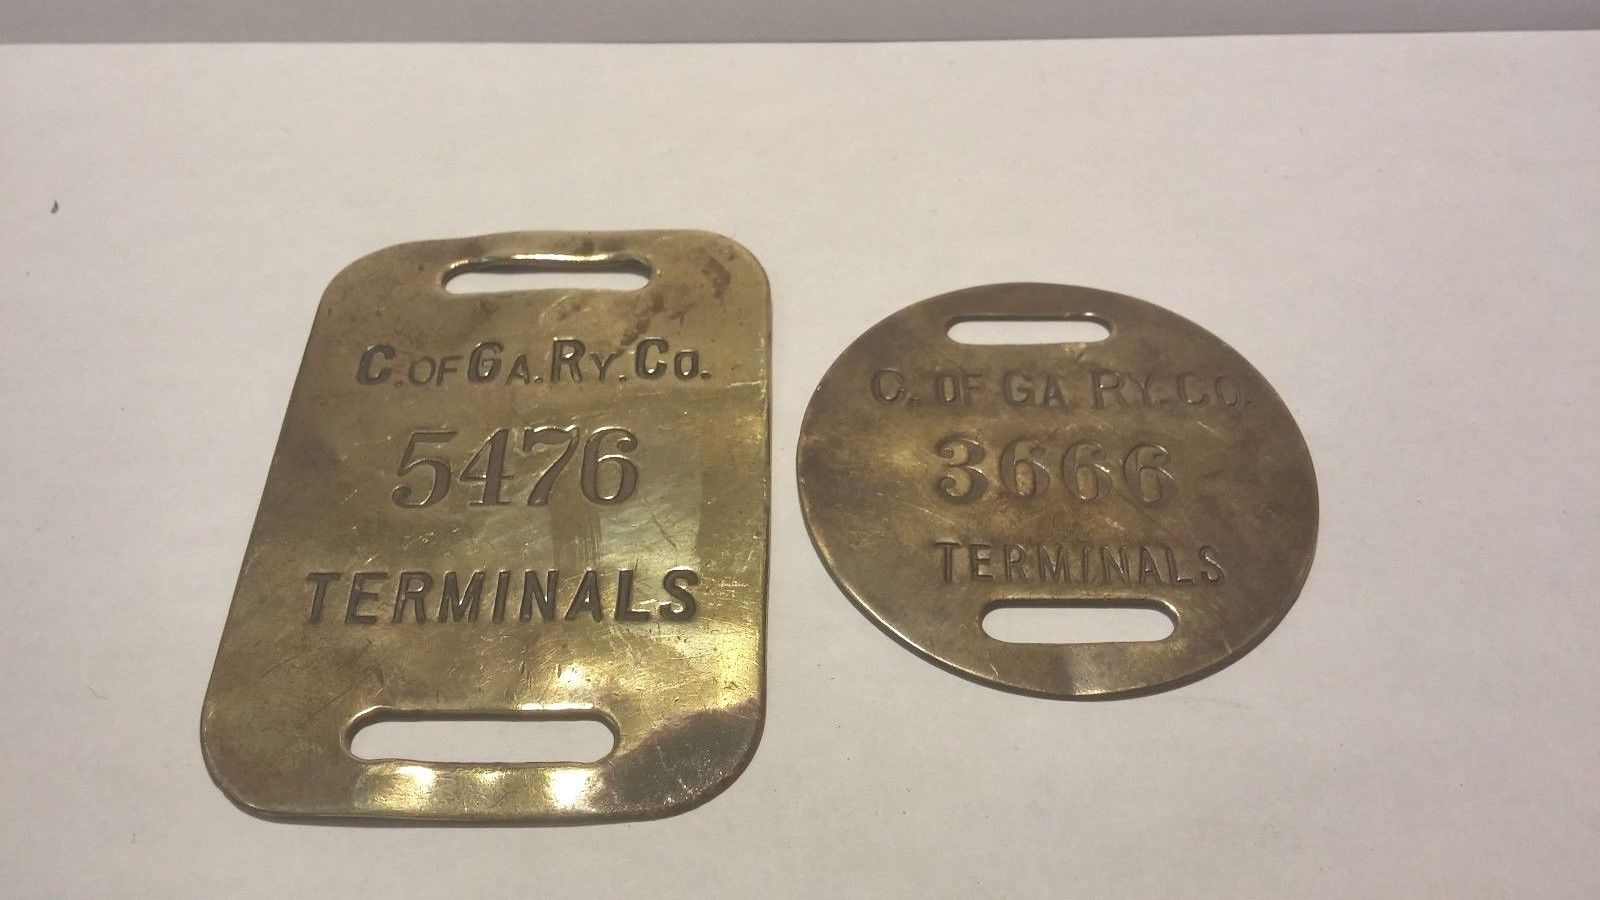 C. OF GA. RY. CO.
5476
TERMINALS
C. OF GA RY. CO.
3666
TERMINALS